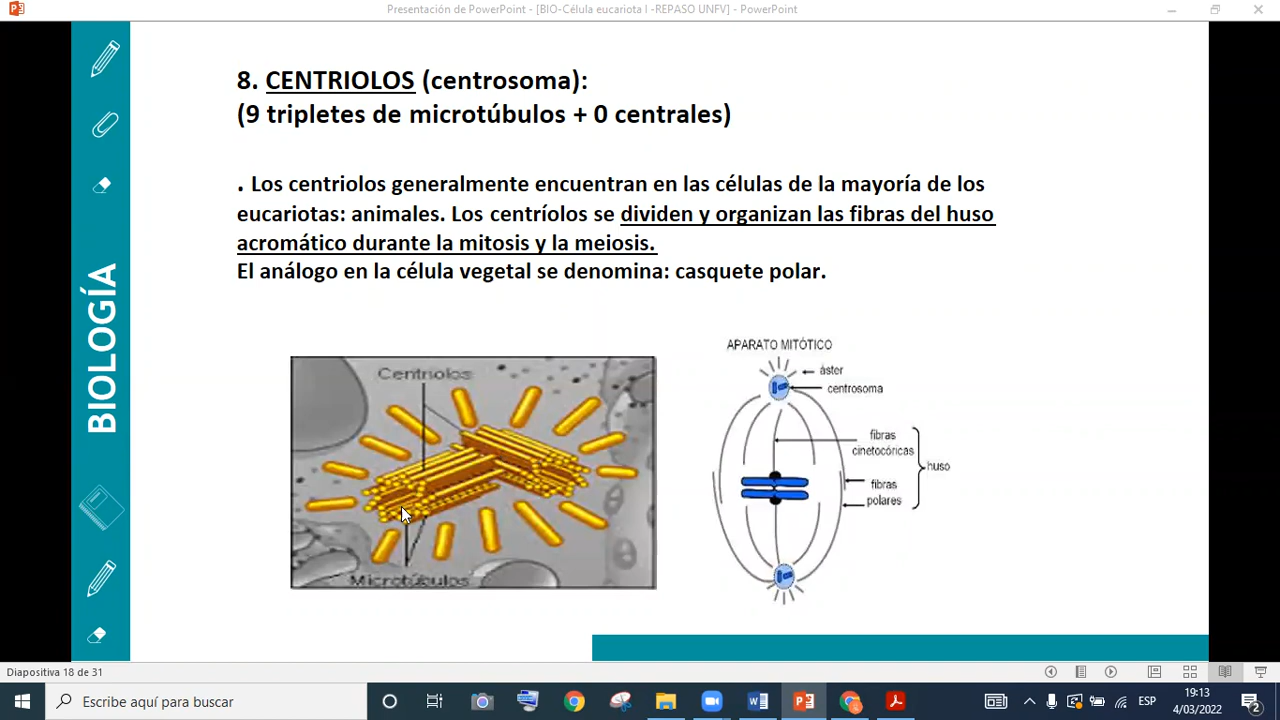 Presentación de PowerPoint - [BIO-Célula eucariota I -REPASO UNFV] - PowerPoint
BIOLOGÍA
8. CENTRIOLOS (centrosoma):
(9 tripletes de microtúbulos + 0 centrales)
. Los centriolos generalmente encuentran en las células de la mayoría de los
eucariotas: animales. Los centríolos se dividen y organizan las fibras del huso
acromático durante la mitosis y la meiosis.
El análogo en la célula vegetal se denomina: casquete polar.
Centriolos
Microtúbulos
APARATO MITÓTICO
áster
centrosoma
fibras
cinetocóricas
huso
fibras
polares
Diapositiva 18 de 31
Escribe aquí para buscar
ESP
19:13
4/03/2022
2